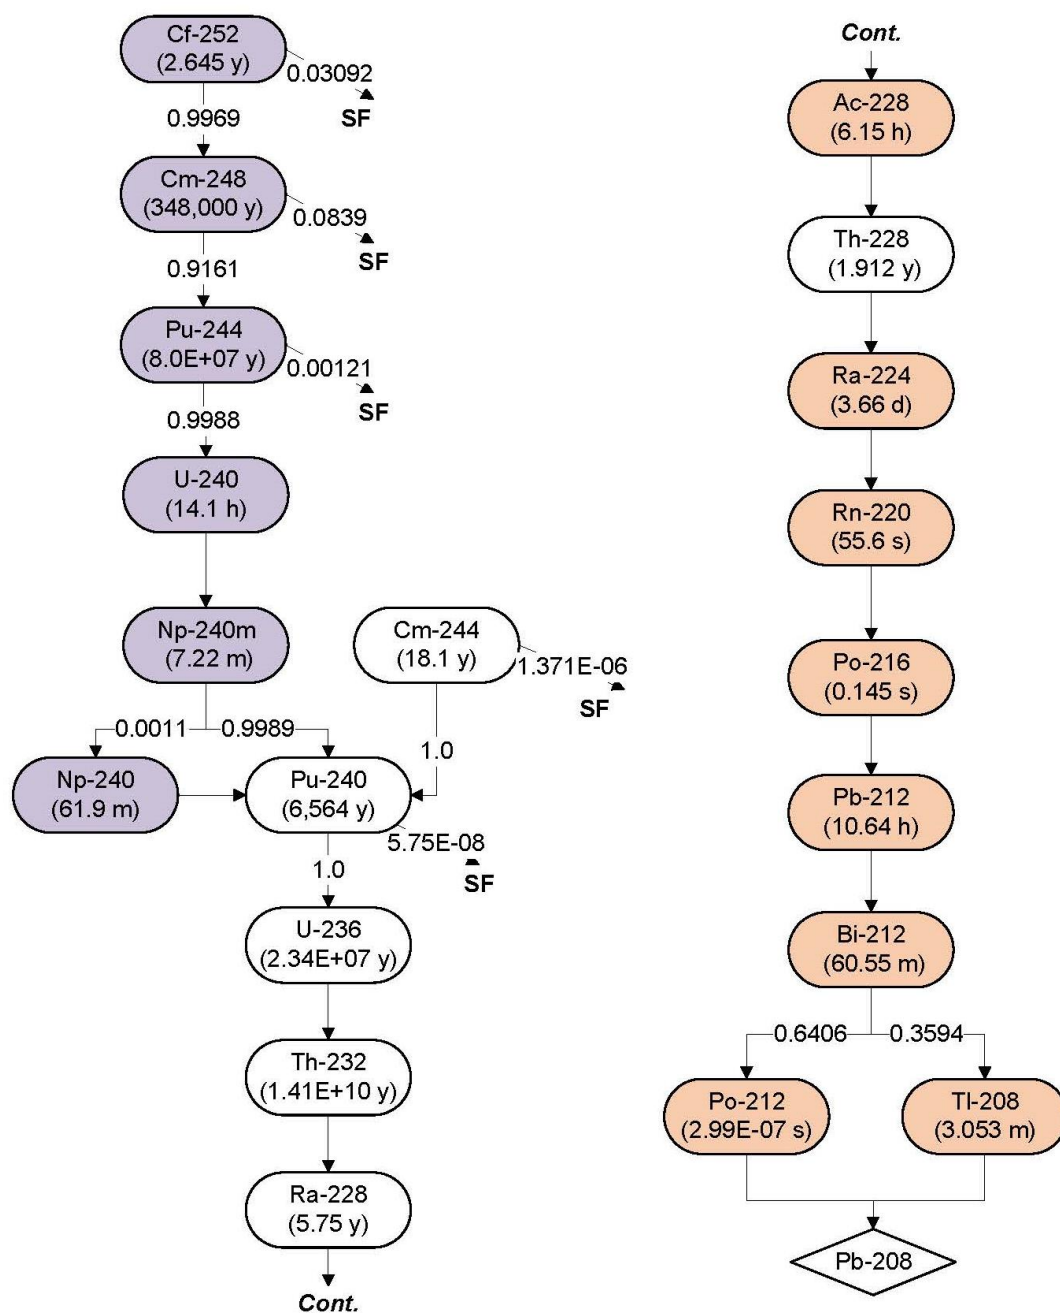 Cf-252
(2.645 y)
0.03092
SF
0.9969
Cm-248
(348,000 y)
0.0839
SF
0.9161
Pu-244
(8.0E+07 y)
0.00121
SF
0.9988
U-240
(14.1 h)
Np-240m
(7.22 m)
Cm-244
(18.1 y)
1.371E-06
SF
0.0011
0.9989
1.0
Np-240
(61.9 m)
Pu-240
(6,564 y)
5.75E-08
SF
1.0
U-236
(2.34E+07 y)
Th-232
(1.41E+10 y)
Ra-228
(5.75 y)
Cont.
Cont.
Ac-228
(6.15 h)
Th-228
(1.912 y)
Ra-224
(3.66 d)
Rn-220
(55.6 s)
Po-216
(0.145 s)
Pb-212
(10.64 h)
Bi-212
(60.55 m)
0.6406
0.3594
Po-212
(2.99E-07 s)
Tl-208
(3.053 m)
Pb-208